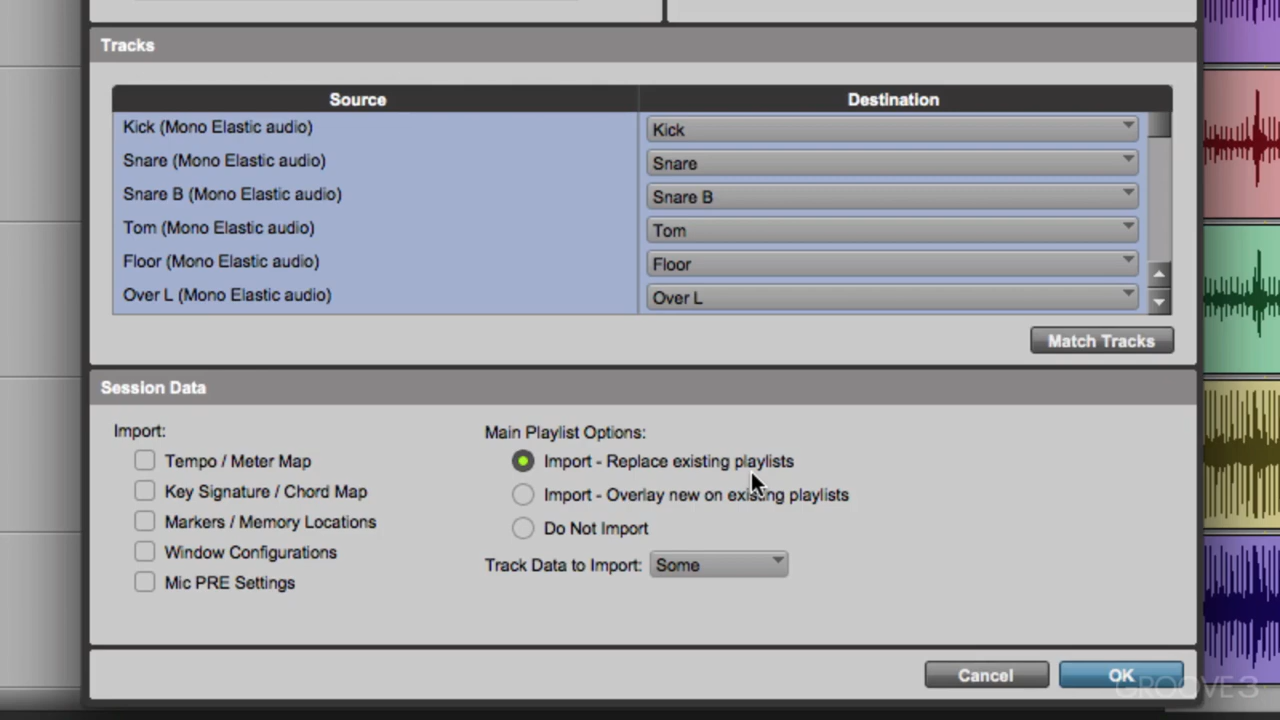 Tracks
Source Destination
Kick (Mono Elastic audio) Kick
Snare (Mono Elastic audio) Snare
Snare B (Mono Elastic audio) Snare B
Tom (Mono Elastic audio) Tom
Floor (Mono Elastic audio) Floor
Over L (Mono Elastic audio) Over L
Match Tracks
Session Data
Import:
Tempo / Meter Map
Key Signature / Chord Map
Markers / Memory Locations
Window Configurations
Mic PRE Settings
Main Playlist Options:
Import - Replace existing playlists
Import - Overlay new on existing playlists
Do Not Import
Track Data to Import: Some
Cancel OK
GROOVE3